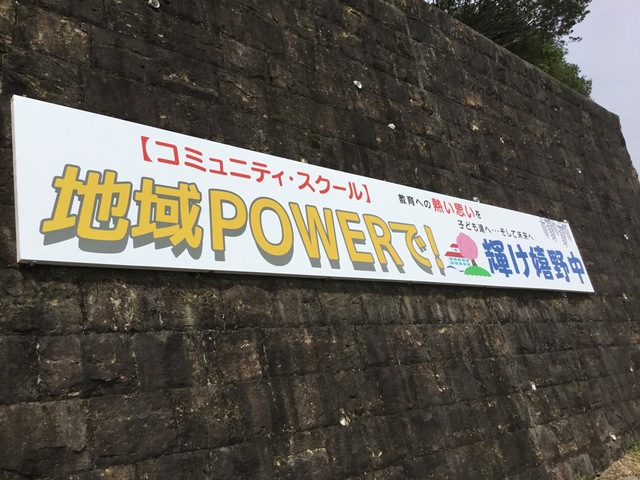 【コミュニティ・スクール】
地域POWERで!
教育への熱い思いを
子ども達へ…そして未来へ
輝け嬉野中